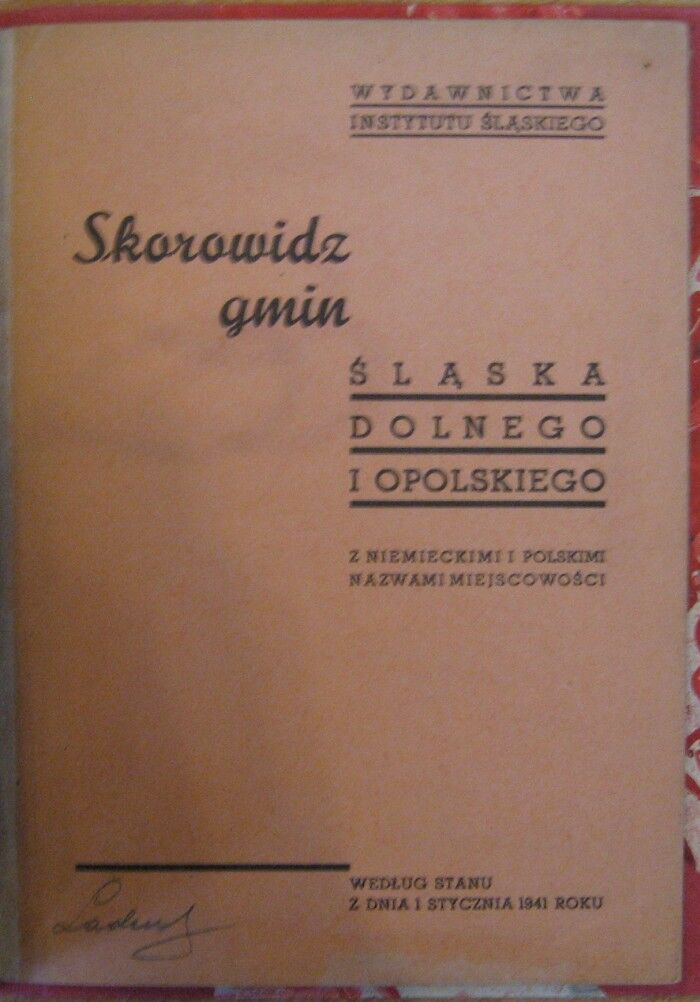 WYDAWNICTWA
INSTYTUTU ŚLĄSKIEGO
Skorowidz
gmin
ŚLĄSKA
DOLNEGO
I OPOLSKIEGO
Z NIEMIECKIMI I POLSKIMI
NAZWAMI MIEJSCOWOŚCI
WEDŁUG STANU
Z DNIA 1 STYCZNIA 1941 ROKU